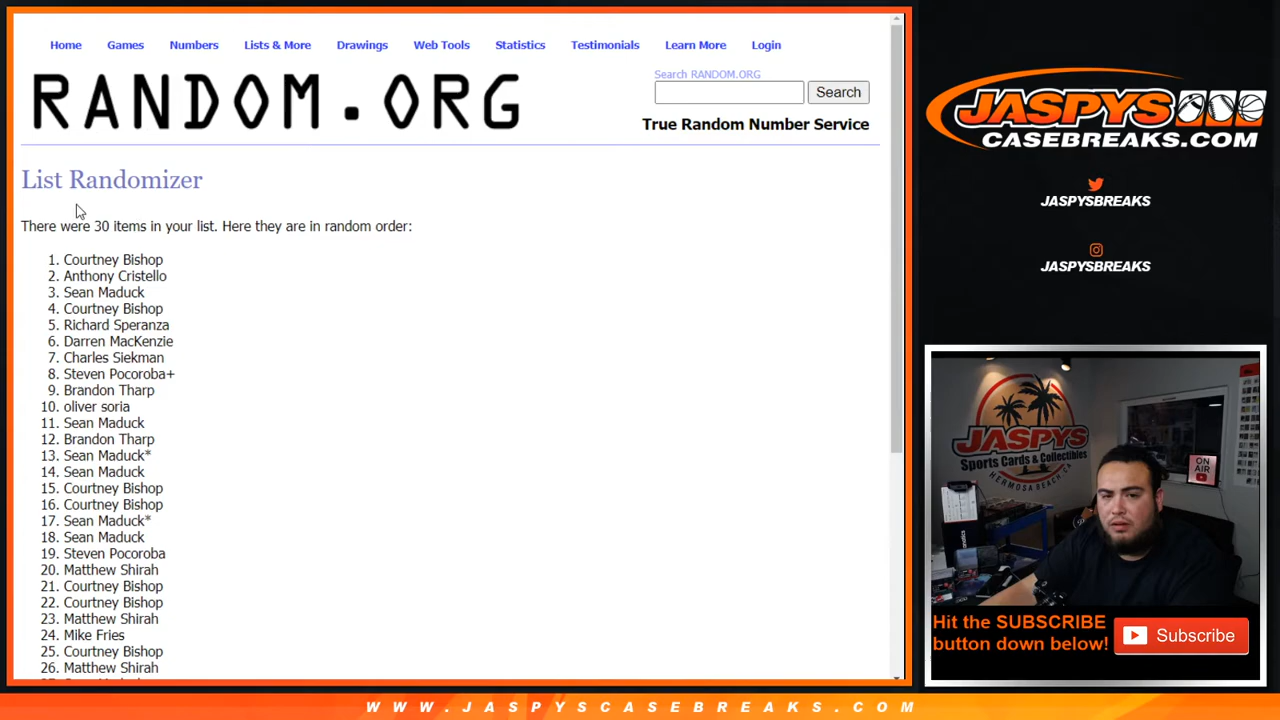 Home Games Numbers Lists & More Drawings Web Tools Statistics Testimonials Learn More Login
RANDOM.ORG
Search RANDOM.ORG
Search
True Random Number Service
List Randomizer
There were 30 items in your list. Here they are in random order:
1. Courtney Bishop
2. Anthony Cristello
3. Sean Maduck
4. Courtney Bishop
5. Richard Speranza
6. Darren MacKenzie
7. Charles Siekman
8. Steven Pocoroba+
9. Brandon Tharp
10. oliver soria
11. Sean Maduck
12. Brandon Tharp
13. Sean Maduck*
14. Sean Maduck
15. Courtney Bishop
16. Courtney Bishop
17. Sean Maduck*
18. Sean Maduck
19. Steven Pocoroba
20. Matthew Shirah
21. Courtney Bishop
22. Courtney Bishop
23. Matthew Shirah
24. Mike Fries
25. Courtney Bishop
26. Matthew Shirah
JASPYS
CASEBREAKS.COM
JASPYSBREAKS
JASPYSBREAKS
JASPYS
Sports Cards & Collectibles
HERMOSA BEACH, CA
ON
AIR
Hit the SUBSCRIBE
button down below!
Subscribe
WWW.JASPYSCASEBREAKS.COM